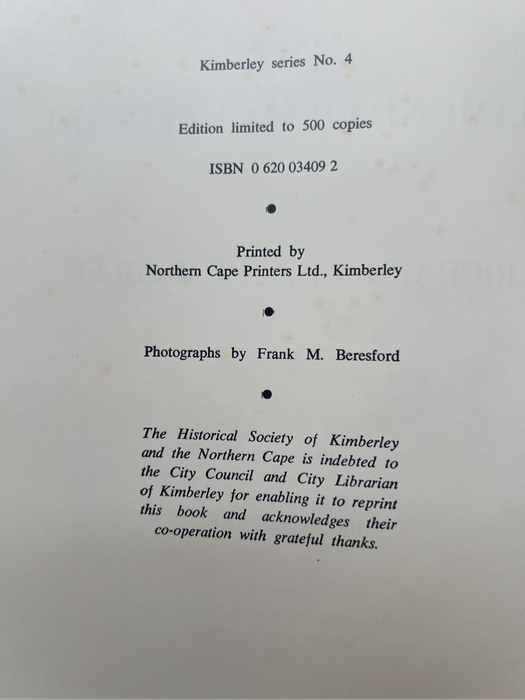 Kimberley series No. 4
Edition limited to 500 copies
ISBN 0 620 03409 2
Printed by
Northern Cape Printers Ltd., Kimberley
Photographs by Frank M. Beresford
The Historical Society of Kimberley
and the Northern Cape is indebted to
the City Council and City Librarian
of Kimberley for enabling it to reprint
this book and acknowledges their
co-operation with grateful thanks.